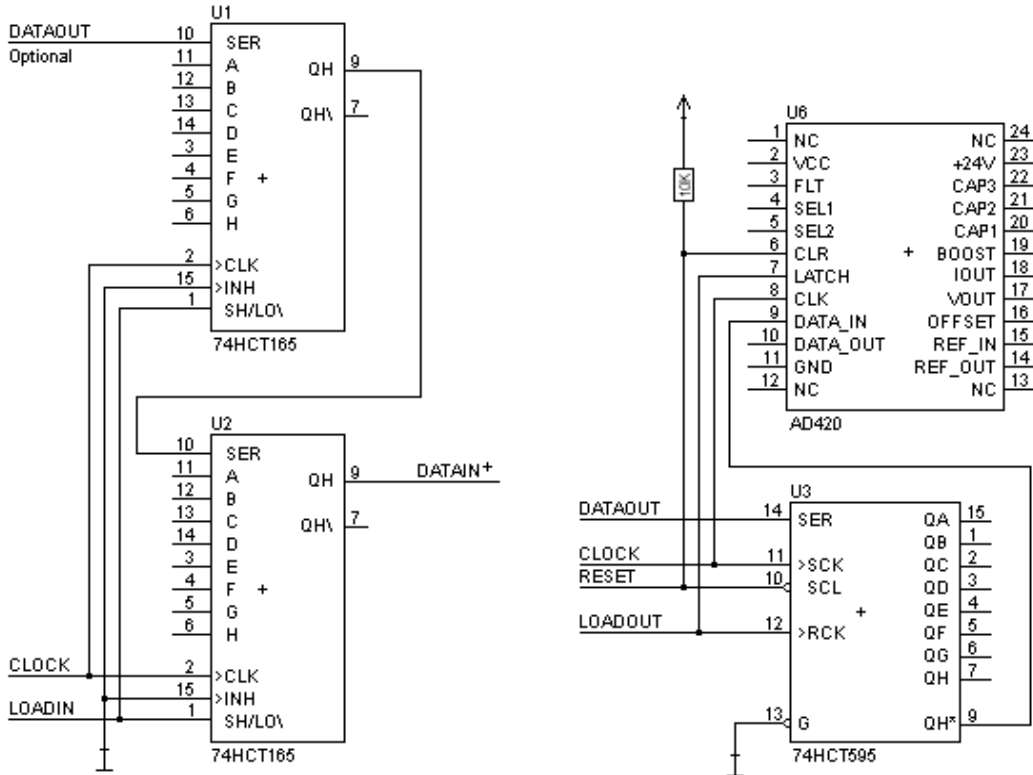 U1
DATAOUT 10 SER
Optional
11 A
12 B
13 C
14 D
3 E
4 F +
5 G
6 H
2 >CLK
15 >INH
1 SH/LO\
QH 9
QH\ 7
74HCT165
U2
10 SER
11 A
12 B
13 C
14 D
3 E
4 F +
5 G
6 H
CLOCK 2 >CLK
15 >INH
LOADIN 1 SH/LO\
QH 9 DATAIN+
QH\ 7
74HCT165
10K
U6
1 NC NC 24
2 VCC +24V 23
3 FLT CAP3 22
4 SEL1 CAP2 21
5 SEL2 CAP1 20
6 CLR + BOOST 19
7 LATCH IOUT 18
8 CLK VOUT 17
9 DATA_IN OFFSET 16
10 DATA_OUT REF_IN 15
11 GND REF_OUT 14
12 NC NC 13
AD420
U3
DATAOUT 14 SER QA 15
QB 1
CLOCK 11 >SCK QC 2
RESET 10 SCL QD 3
+ QE 4
LOADOUT 12 >RCK QF 5
QG 6
QH 7
13 G QH* 9
74HCT595